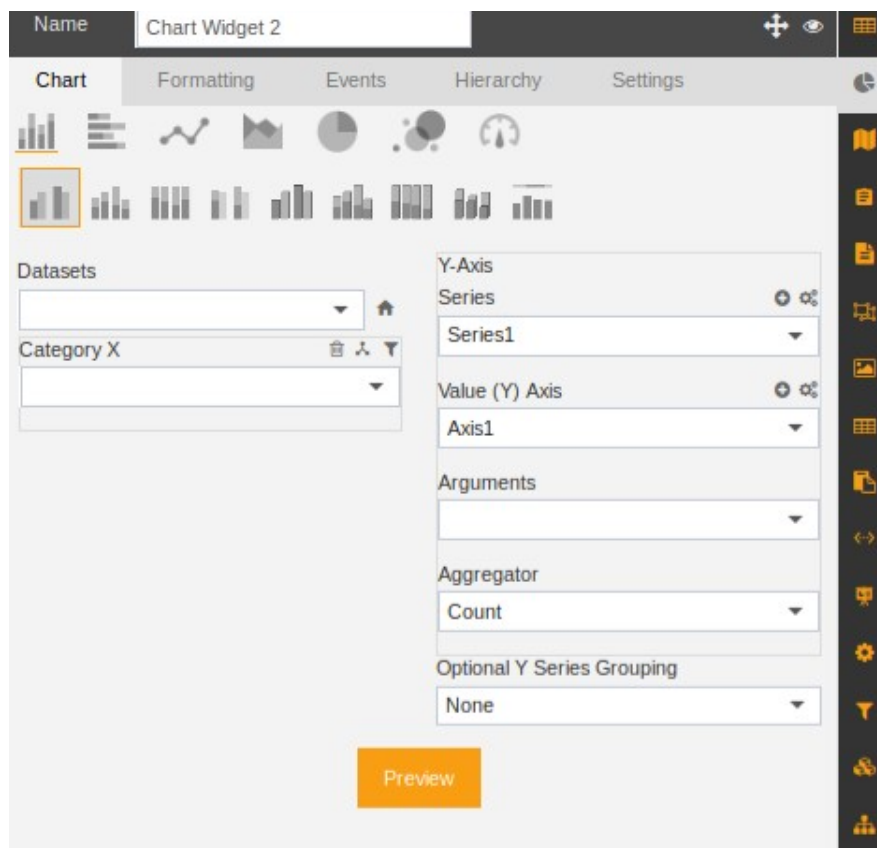 Name
Chart Widget 2
Chart Formatting Events Hierarchy Settings
Datasets
Category X
Y-Axis
Series
Series1
Value (Y) Axis
Axis1
Arguments
Aggregator
Count
Optional Y Series Grouping
None
Preview